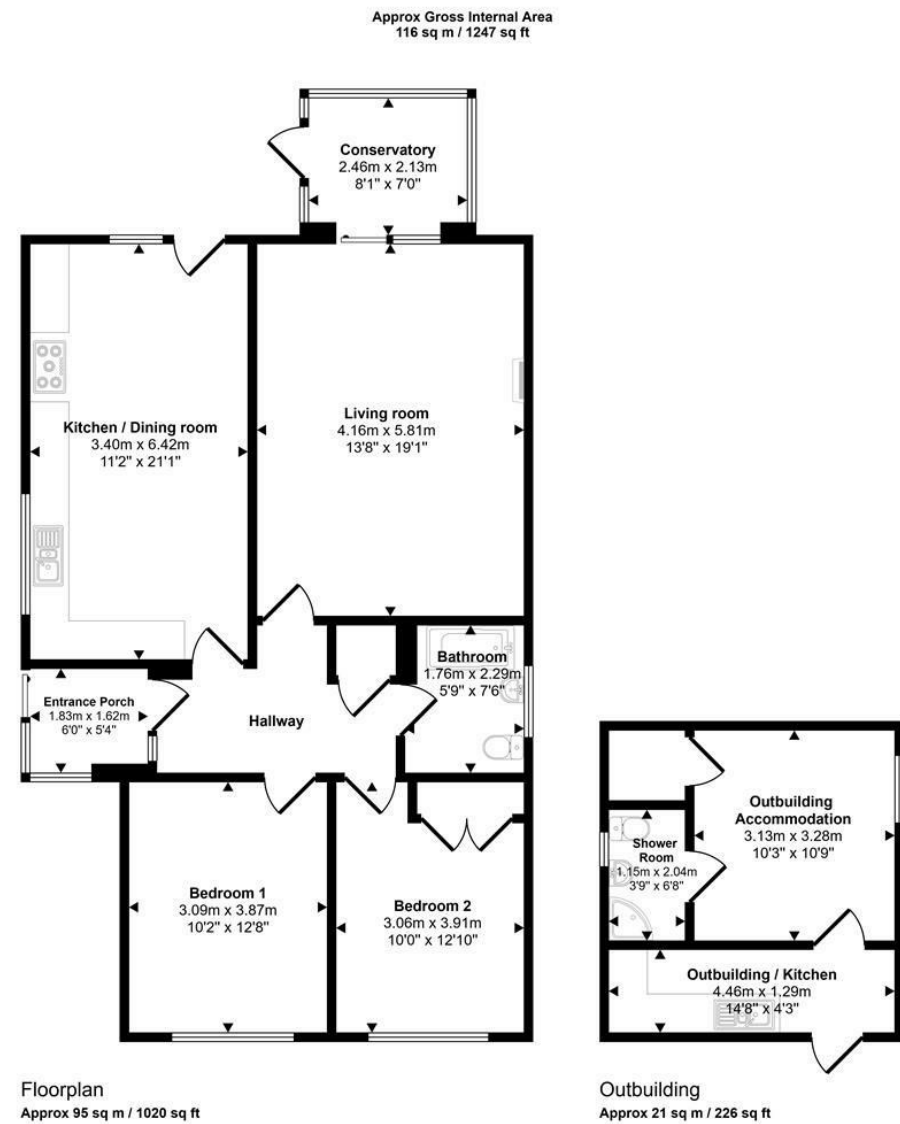 Approx Gross Internal Area
116 sq m / 1247 sq ft
Conservatory
2.46m x 2.13m
8'1" x 7'0"
Kitchen / Dining room
3.40m x 6.42m
11'2" x 21'1"
Living room
4.16m x 5.81m
13'8" x 19'1"
Bathroom
1.76m x 2.29m
5'9" x 7'6"
Entrance Porch
1.83m x 1.62m
6'0" x 5'4"
Hallway
Bedroom 1
3.09m x 3.87m
10'2" x 12'8"
Bedroom 2
3.06m x 3.91m
10'0" x 12'10"
Outbuilding
Accommodation
3.13m x 3.28m
10'3" x 10'9"
Shower
Room
1.15m x 2.04m
3'9" x 6'8"
Outbuilding / Kitchen
4.46m x 1.29m
14'8" x 4'3"
Floorplan
Approx 95 sq m / 1020 sq ft
Outbuilding
Approx 21 sq m / 226 sq ft